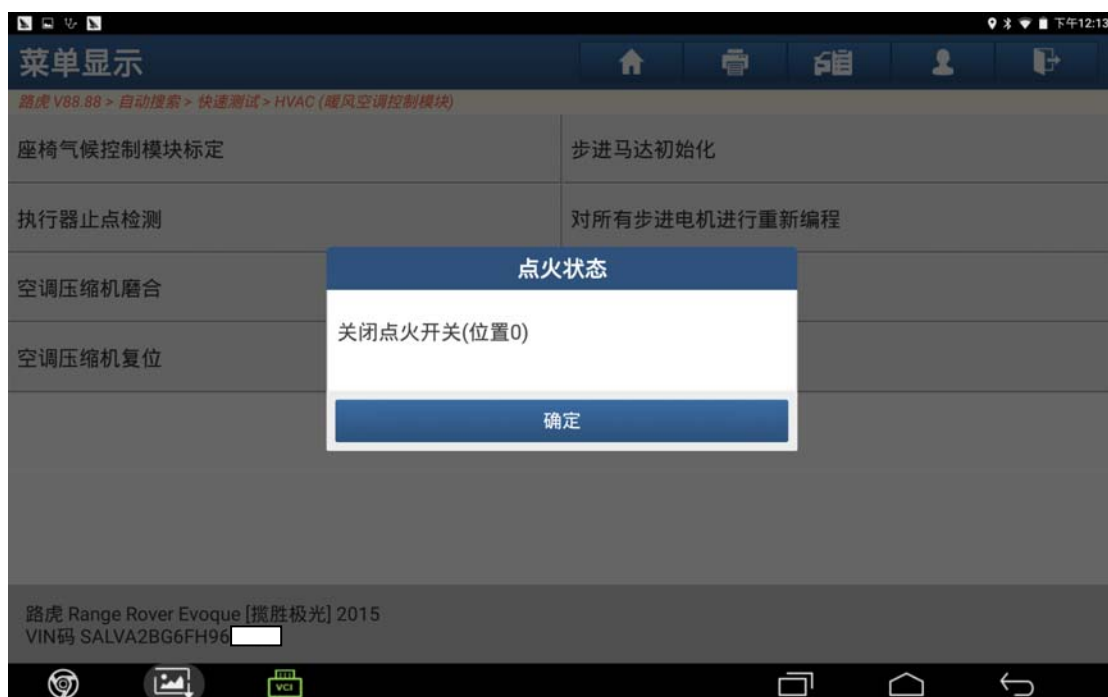 下午12:13
菜单显示
路虎 V88.88 > 自动搜索 > 快速测试 > HVAC (暖风空调控制模块)
座椅气候控制模块标定
步进马达初始化
执行器止点检测
对所有步进电机进行重新编程
点火状态
空调压缩机磨合
关闭点火开关(位置0)
空调压缩机复位
确定
路虎 Range Rover Evoque [揽胜极光] 2015
VIN码 SALVA2BG6FH96
VCI